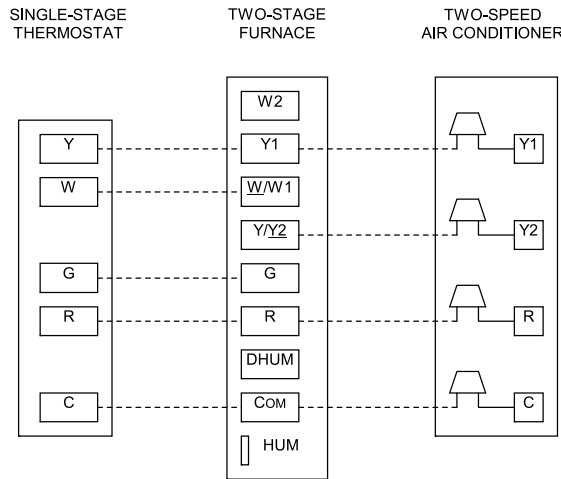 SINGLE-STAGE
THERMOSTAT
TWO-STAGE
FURNACE
TWO-SPEED
AIR CONDITIONER
Y
W
G
R
C
W2
Y1
W/W1
Y/Y2
G
R
DHUM
COM
HUM
Y1
Y2
R
C